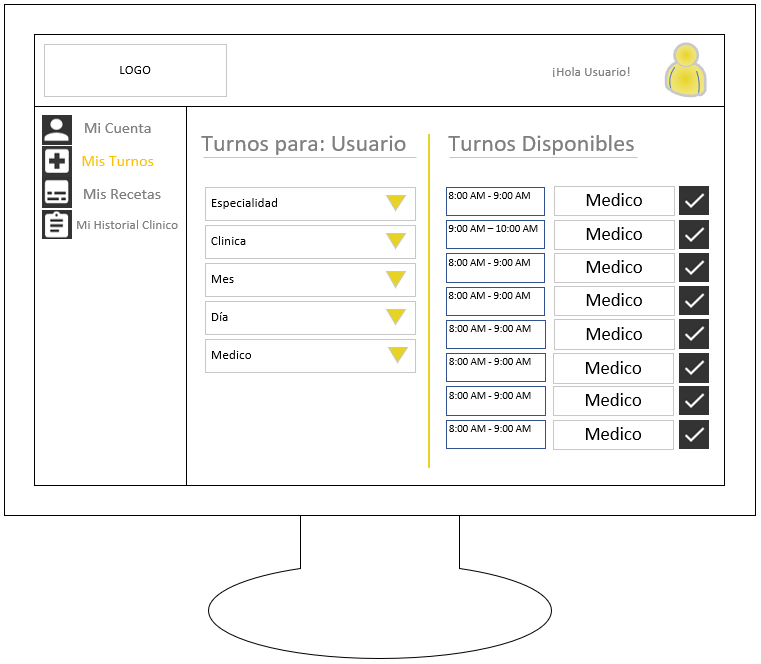 LOGO
¡Hola Usuario!
Mi Cuenta
Mis Turnos
Mis Recetas
Mi Historial Clinico
Turnos para: Usuario
Especialidad
Clinica
Mes
Día
Medico
Turnos Disponibles
8:00 AM - 9:00 AM Medico
9:00 AM – 10:00 AM Medico
8:00 AM - 9:00 AM Medico
8:00 AM - 9:00 AM Medico
8:00 AM - 9:00 AM Medico
8:00 AM - 9:00 AM Medico
8:00 AM - 9:00 AM Medico
8:00 AM - 9:00 AM Medico